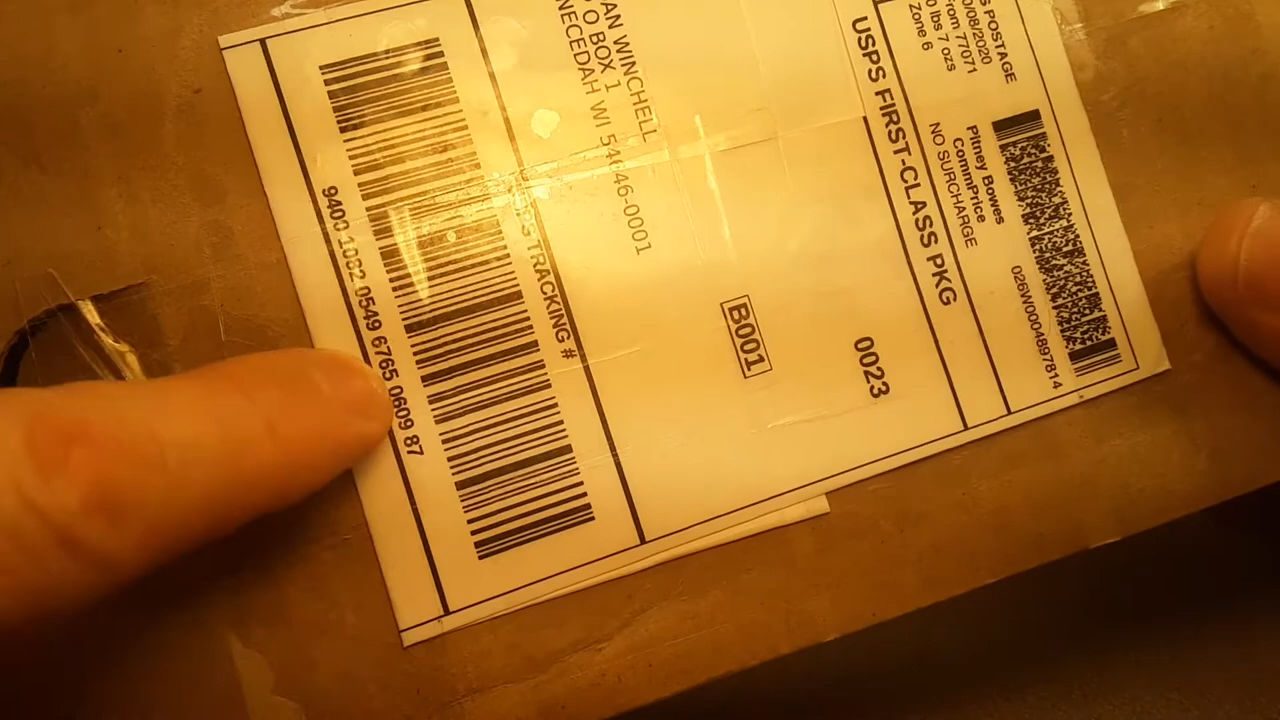 S POSTAGE
0/08/2020
From 77071
0 lbs 7 ozs
Zone 6
Pitney Bowes
CommPrice
NO SURCHARGE
026W0004897814
USPS FIRST-CLASS PKG
0023
B001
AN WINCHELL
O BOX 1
NECEDAH WI 54646-0001
S TRACKING #
9400 1082 0549 6765 0609 87